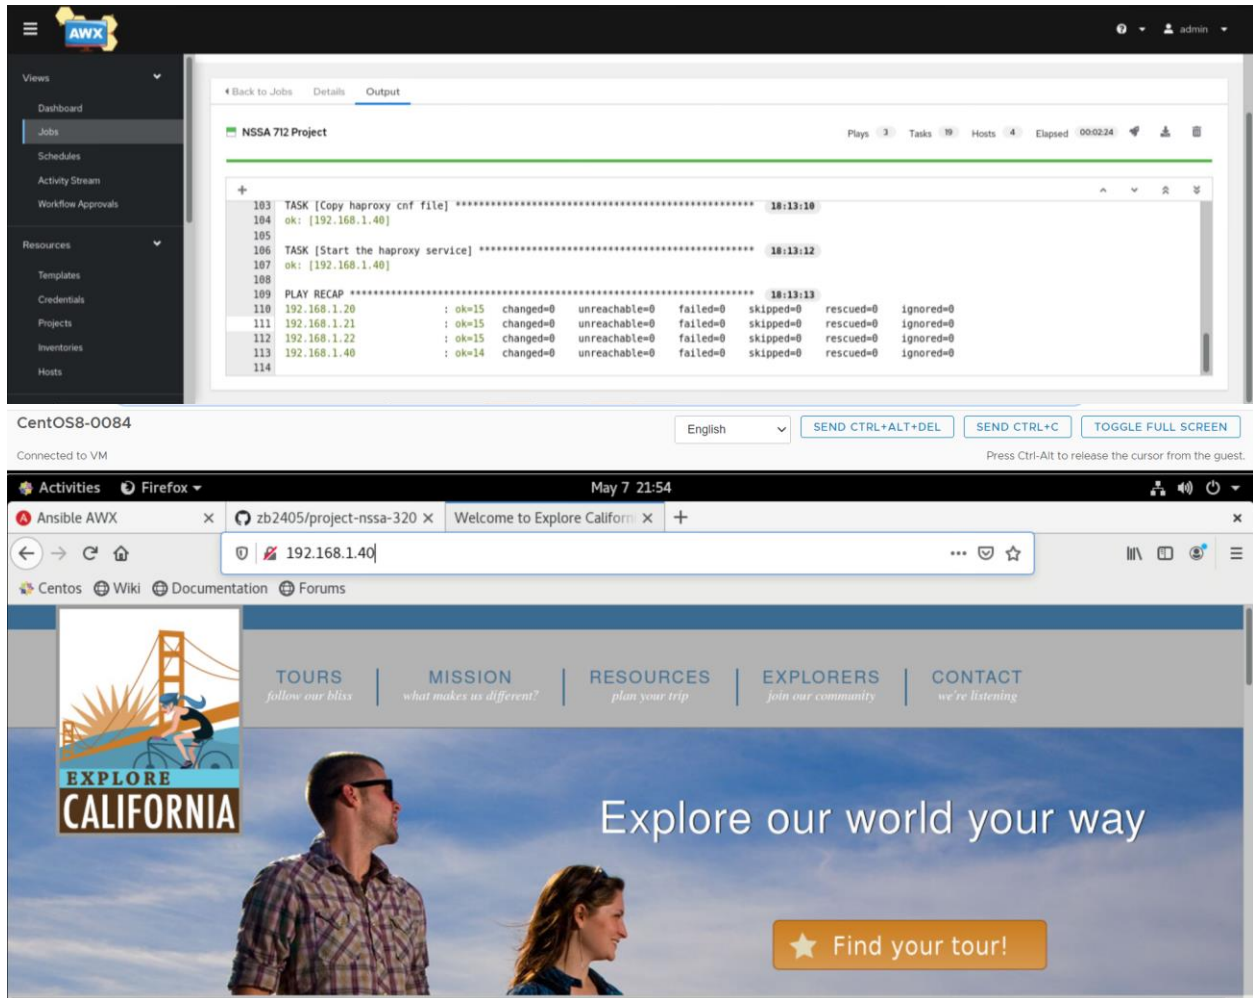 AWX
admin
Views
Dashboard
Jobs
Schedules
Activity Stream
Workflow Approvals
Resources
Templates
Credentials
Projects
Inventories
Hosts
Back to Jobs Details Output
NSSA 712 Project Plays 3 Tasks 19 Hosts 4 Elapsed 00:02:24
103 TASK [Copy haproxy cnf file] **************************************************** 18:13:10
104 ok: [192.168.1.40]
105
106 TASK [Start the haproxy service] ************************************************ 18:13:12
107 ok: [192.168.1.40]
108
109 PLAY RECAP ********************************************************************** 18:13:13
110 192.168.1.20 : ok=15 changed=0 unreachable=0 failed=0 skipped=0 rescued=0 ignored=0
111 192.168.1.21 : ok=15 changed=0 unreachable=0 failed=0 skipped=0 rescued=0 ignored=0
112 192.168.1.22 : ok=15 changed=0 unreachable=0 failed=0 skipped=0 rescued=0 ignored=0
113 192.168.1.40 : ok=14 changed=0 unreachable=0 failed=0 skipped=0 rescued=0 ignored=0
114
CentOS8-0084
English SEND CTRL+ALT+DEL SEND CTRL+C TOGGLE FULL SCREEN
Connected to VM Press Ctrl-Alt to release the cursor from the guest.
Activities Firefox May 7 21:54
Ansible AWX zb2405/project-nssa-320 Welcome to Explore Californ
192.168.1.40
Centos Wiki Documentation Forums
TOURS MISSION RESOURCES EXPLORERS CONTACT
follow our bliss what makes us different? plan your trip join our community we're listening
EXPLORE
CALIFORNIA
Explore our world your way
Find your tour!